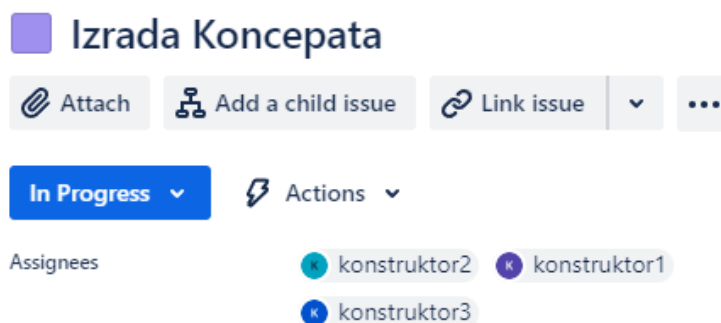 Izrada Koncepata
Attach Add a child issue Link issue
In Progress Actions
Assignees K konstruktor2 K konstruktor1
K konstruktor3